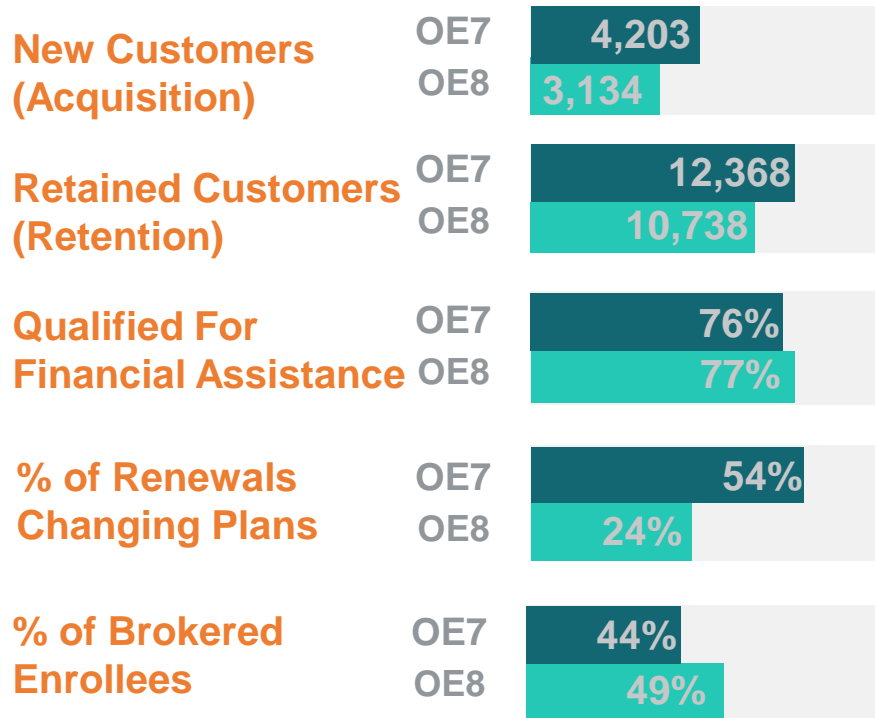 New Customers
(Acquisition)
OE7
4,203
OE8
3,134
Retained Customers
(Retention)
OE7
12,368
OE8
10,738
Qualified For
Financial Assistance
OE7
76%
OE8
77%
% of Renewals
Changing Plans
OE7
54%
OE8
24%
% of Brokered
Enrollees
OE7
44%
OE8
49%